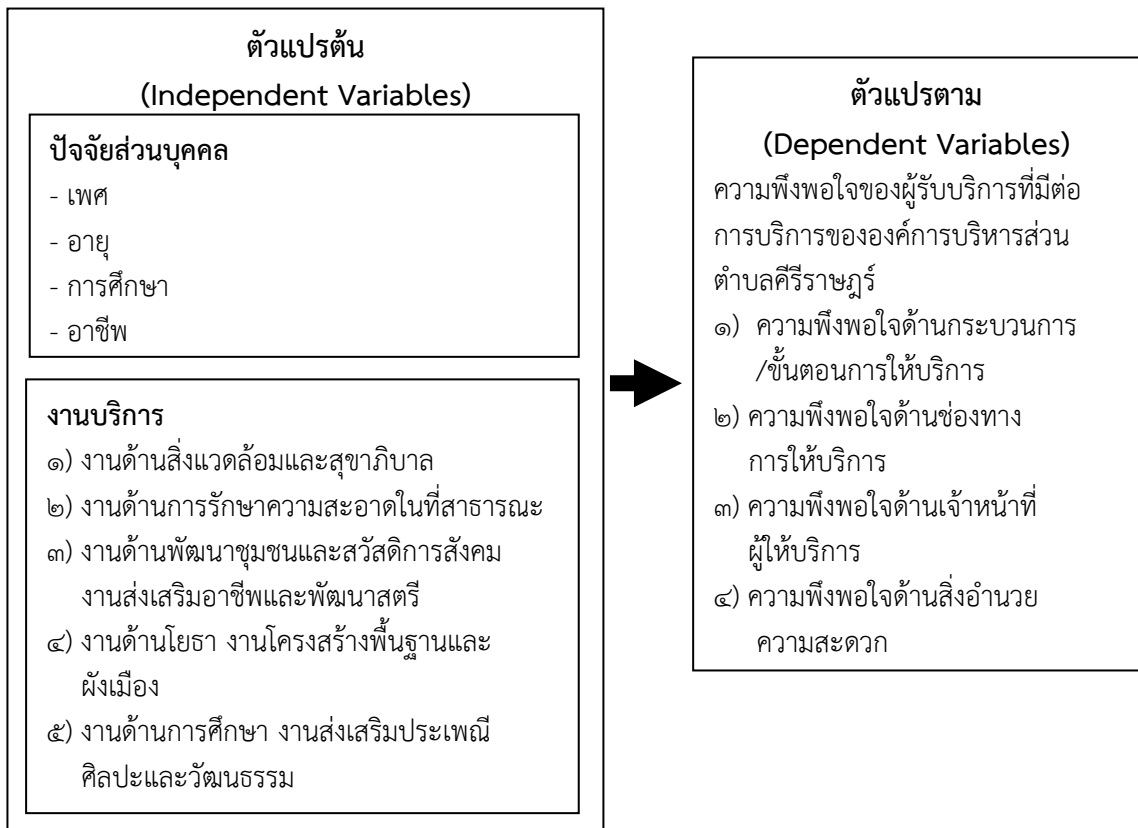 ตัวแปรต้น
(Independent Variables)
ปัจจัยส่วนบุคคล
- เพศ
- อายุ
- การศึกษา
- อาชีพ
งานบริการ
๑) งานด้านสิ่งแวดล้อมและสุขาภิบาล
๒) งานด้านการรักษาความสะอาดในที่สาธารณะ
๓) งานด้านพัฒนาชุมชนและสวัสดิการสังคม
งานส่งเสริมอาชีพและพัฒนาสตรี
๔) งานด้านโยธา งานโครงสร้างพื้นฐานและ
ผังเมือง
๕) งานด้านการศึกษา งานส่งเสริมประเพณี
ศิลปะและวัฒนธรรม
ตัวแปรตาม
(Dependent Variables)
ความพึงพอใจของผู้รับบริการที่มีต่อ
การบริการขององค์การบริหารส่วน
ตำบลคีรีราษฎร์
๑) ความพึงพอใจด้านกระบวนการ
/ขั้นตอนการให้บริการ
๒) ความพึงพอใจด้านช่องทาง
การให้บริการ
๓) ความพึงพอใจด้านเจ้าหน้าที่
ผู้ให้บริการ
๔) ความพึงพอใจด้านสิ่งอำนวย
ความสะดวก